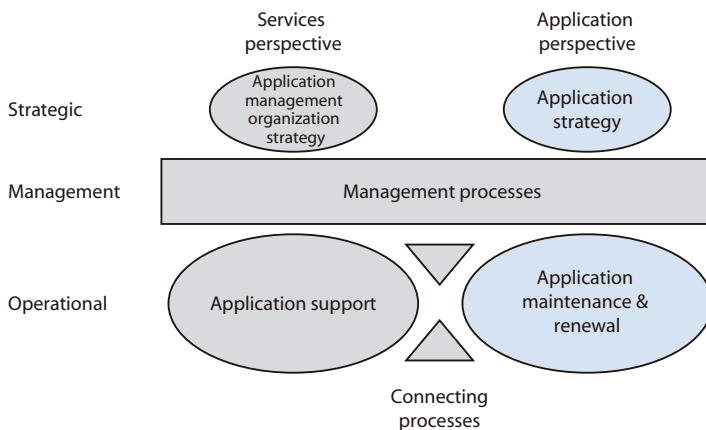 Services
perspective
Application
perspective
Strategic
Application
management
organization
strategy
Application
strategy
Management
Management processes
Operational
Application support
Application
maintenance &
renewal
Connecting
processes